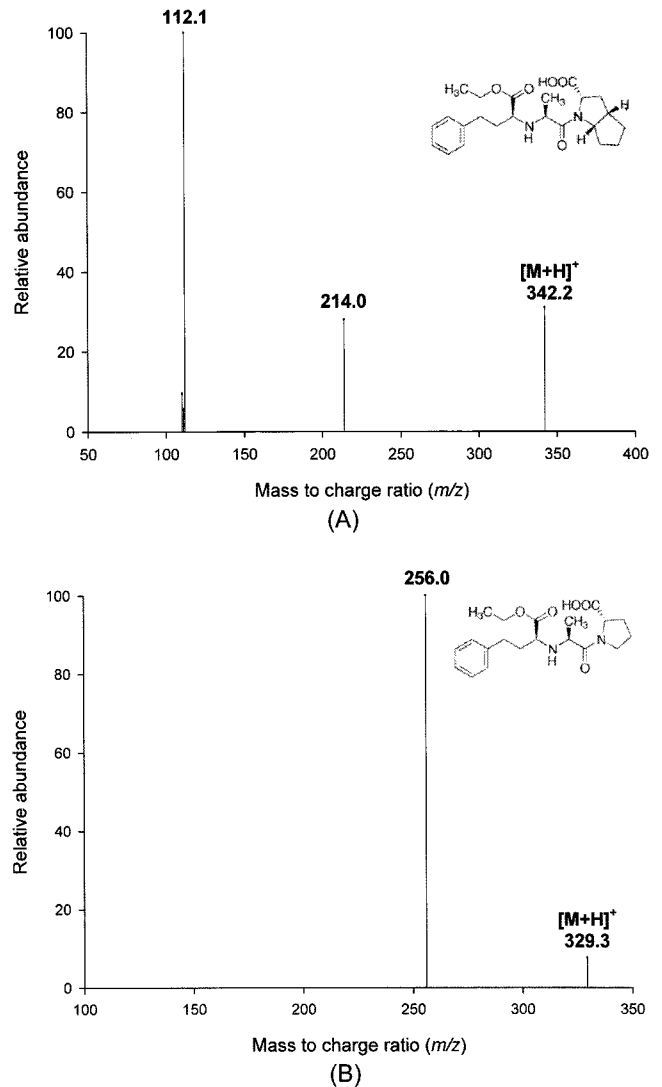 112.1
100
80
60
40
20
0
Relative abundance
HOOC
H₃C
O
O
CH₃
H
N
N
H
O
H
[M+H]⁺
342.2
214.0
50 100 150 200 250 300 350 400
Mass to charge ratio (m/z)
(A)
256.0
100
80
60
40
20
0
Relative abundance
HOOC
H₃C
O
O
CH₃
N
N
H
O
[M+H]⁺
329.3
100 150 200 250 300 350
Mass to charge ratio (m/z)
(B)